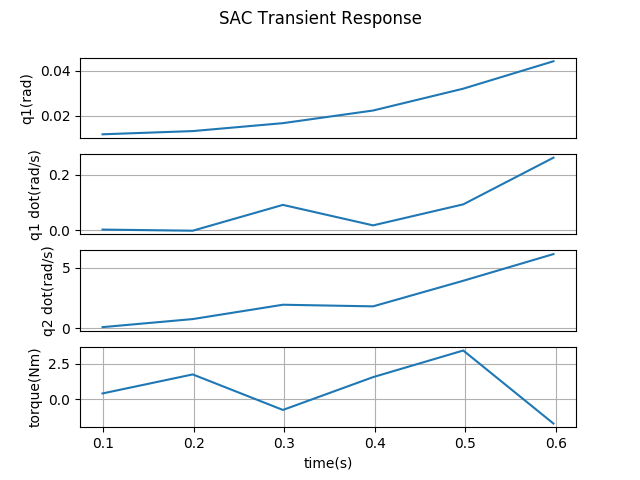 SAC Transient Response
q1(rad)
0.04
0.02
q1 dot(rad/s)
0.2
0.0
q2 dot(rad/s)
5
0
torque(Nm)
2.5
0.0
0.1 0.2 0.3 0.4 0.5 0.6
time(s)